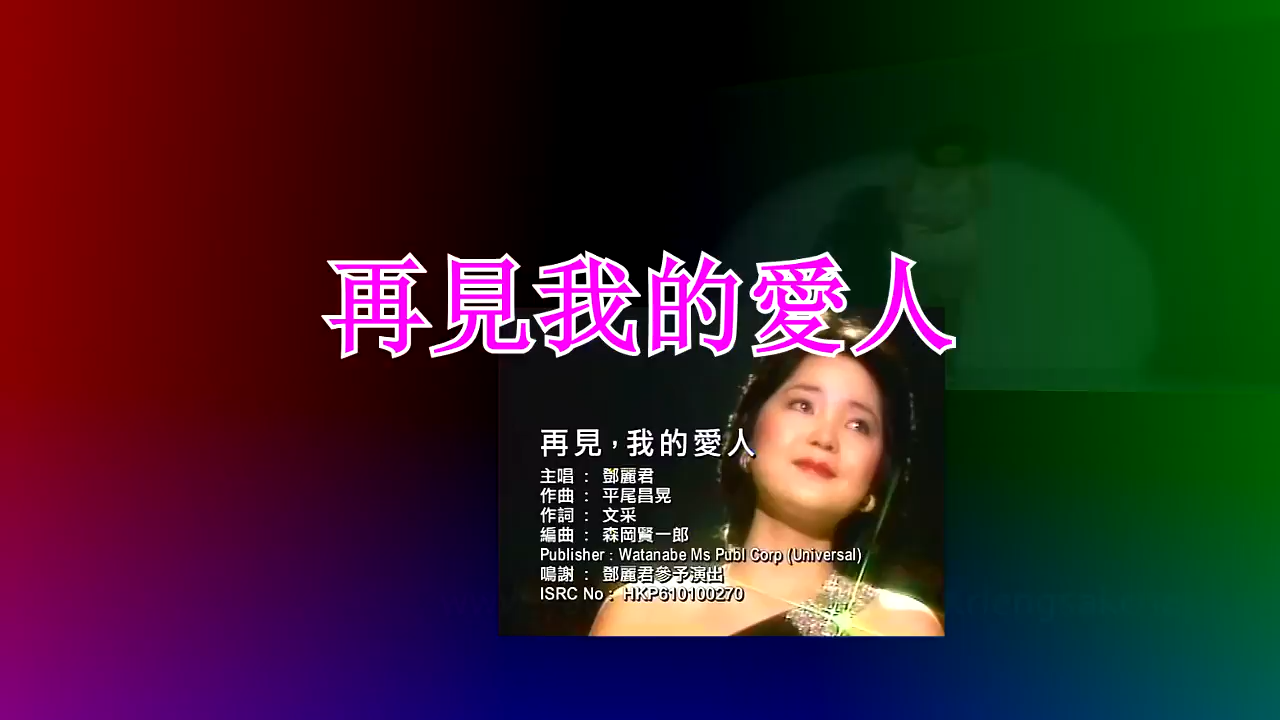 再見我的愛人
再見，我的愛人
主唱 : 鄧麗君
作曲 : 平尾昌晃
作詞 : 文采
編曲 : 森岡賢一郎
Publisher : Watanabe Ms Publ Corp (Universal)
鳴謝 : 鄧麗君參予演出
ISRC No : HKP610100270